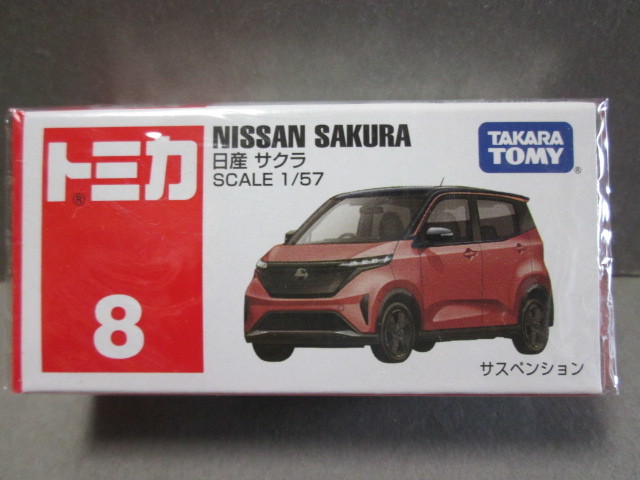 トミカ
®
8
NISSAN SAKURA
日産 サクラ
SCALE 1/57
TAKARA
TOMY
®
サスペンション